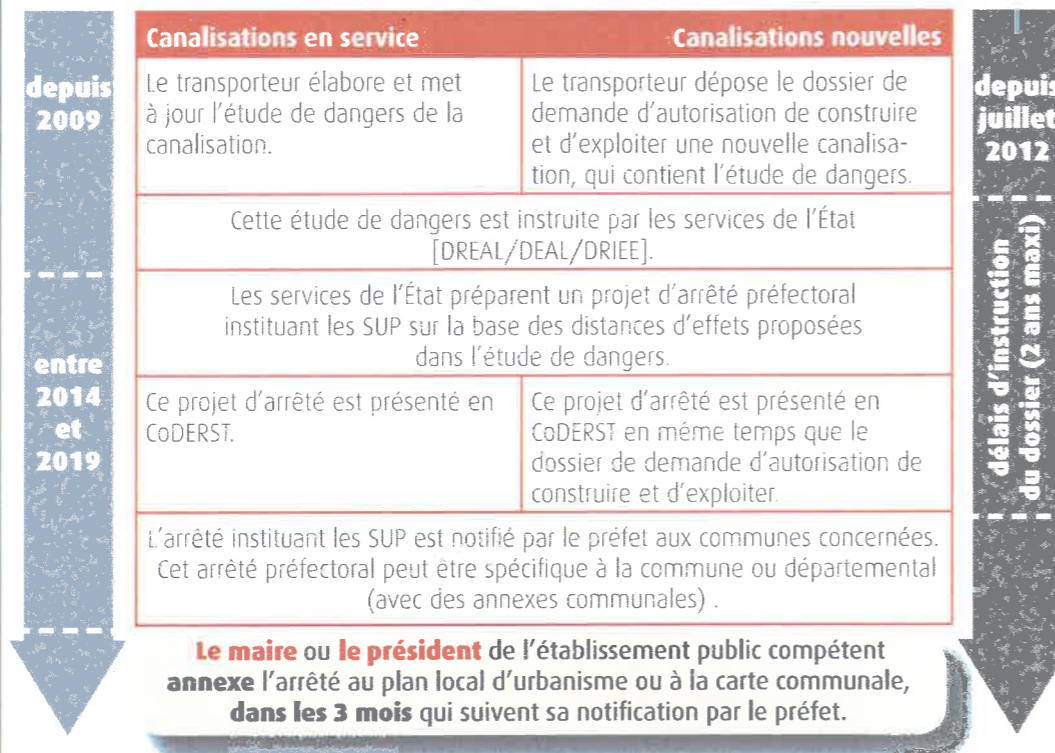 Canalisations en service
Canalisations nouvelles
depuis
2009
Le transporteur élabore et met
à jour l'étude de dangers de la
canalisation.
Le transporteur dépose le dossier de
demande d'autorisation de construire
et d'exploiter une nouvelle canalisa-
tion, qui contient l'étude de dangers.
depuis
juillet
2012
Cette étude de dangers est instruite par les services de l'État
[DREAL/DEAL/DRIEE].
Les services de l'État préparent un projet d'arrêté préfectoral
instituant les SUP sur la base des distances d'effets proposées
dans l'étude de dangers.
entre
2014
et
2019
Ce projet d'arrêté est présenté en
CoDERST.
Ce projet d'arrêté est présenté en
CoDERST en même temps que le
dossier de demande d'autorisation de
construire et d'exploiter.
délais d'instruction
du dossier (2 ans maxi)
L'arrêté instituant les SUP est notifié par le préfet aux communes concernées.
Cet arrêté préfectoral peut être spécifique à la commune ou départemental
(avec des annexes communales) .
Le maire ou le président de l'établissement public compétent
annexe l'arrêté au plan local d'urbanisme ou à la carte communale,
dans les 3 mois qui suivent sa notification par le préfet.